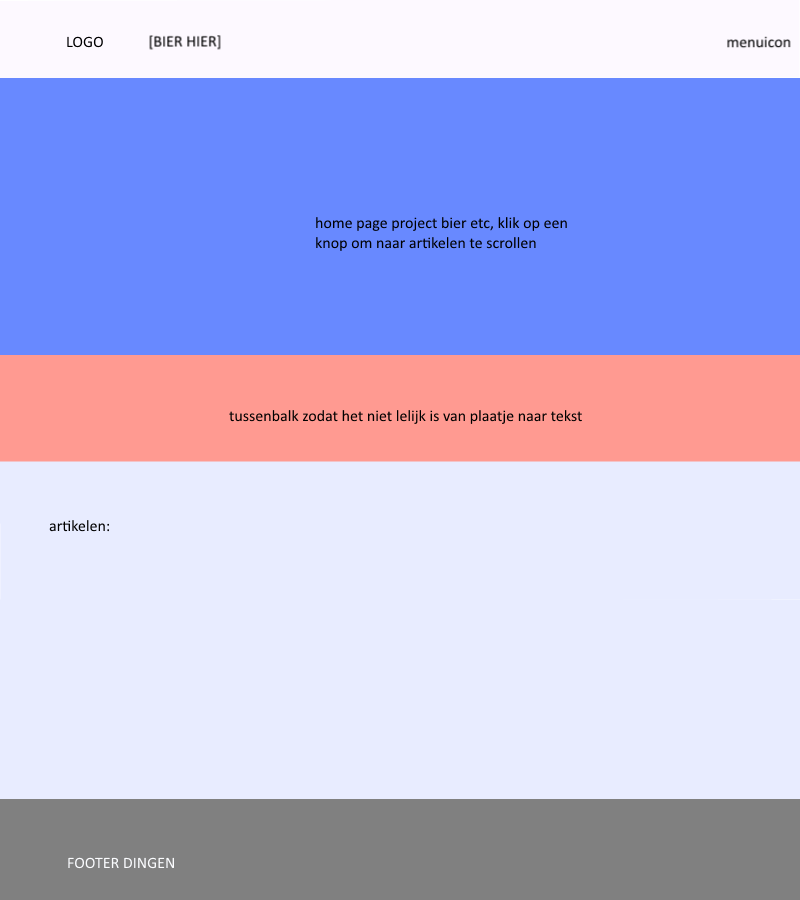 LOGO [BIER HIER] menuicon
home page project bier etc, klik op een
knop om naar artikelen te scrollen
tussenbalk zodat het niet lelijk is van plaatje naar tekst
artikelen:
FOOTER DINGEN